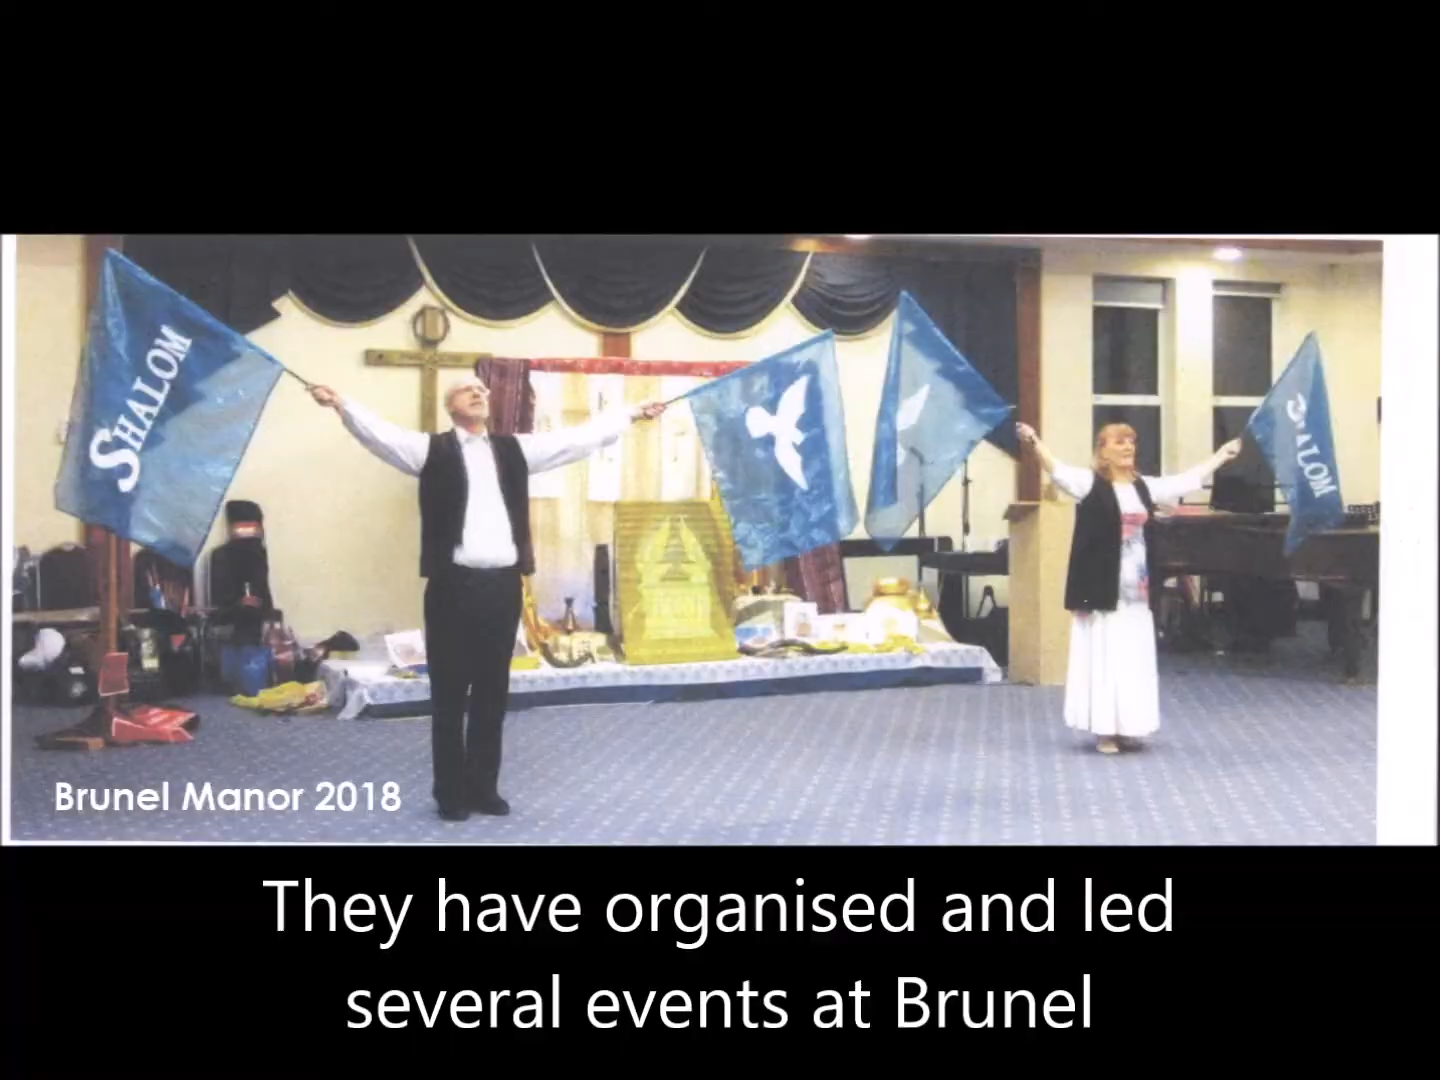 SHALOM
SHALOM
Brunel Manor 2018
They have organised and led
several events at Brunel